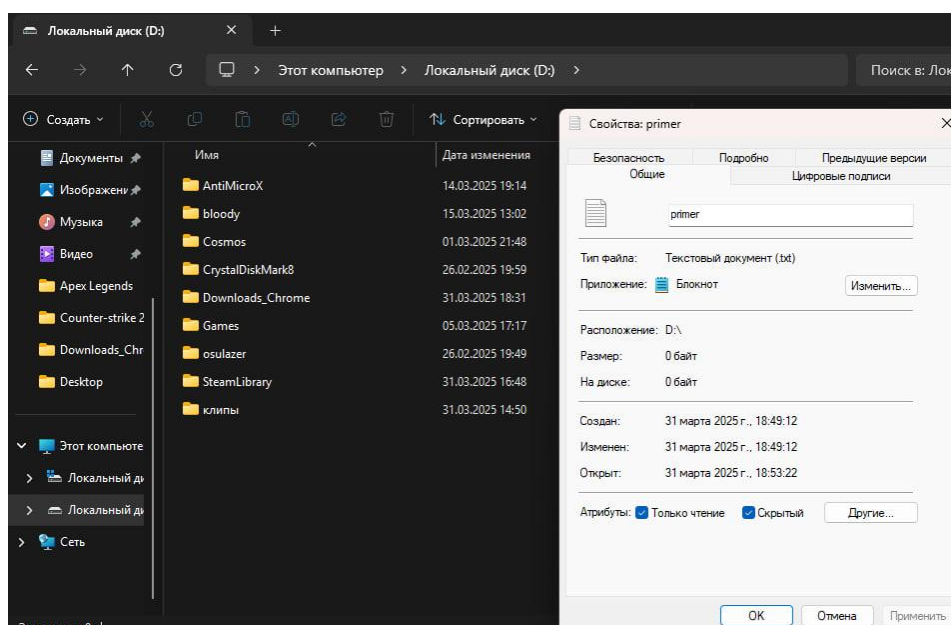 Локальный диск (D:)
Этот компьютер > Локальный диск (D:) >
Поиск в: Лок
Создать
Сортировать
Документы
Изображени
Музыка
Видео
Apex Legends
Counter-strike 2
Downloads_Chr
Desktop
Этот компьюте
Локальный ди
Локальный ди
Сеть
Имя Дата изменения
AntiMicroX 14.03.2025 19:14
bloody 15.03.2025 13:02
Cosmos 01.03.2025 21:48
CrystalDiskMark8 26.02.2025 19:59
Downloads_Chrome 31.03.2025 18:31
Games 05.03.2025 17:17
osulazer 26.02.2025 19:49
SteamLibrary 31.03.2025 16:48
клипы 31.03.2025 14:50
Свойства: primer
Безопасность Подробно Предыдущие версии
Общие Цифровые подписи
primer
Тип файла: Текстовый документ (.txt)
Приложение: Блокнот Изменить...
Расположение: D:\
Размер: 0 байт
На диске: 0 байт
Создан: 31 марта 2025 г., 18:49:12
Изменен: 31 марта 2025 г., 18:49:12
Открыт: 31 марта 2025 г., 18:53:22
Атрибуты: Только чтение Скрытый Другие...
OK Отмена Применить